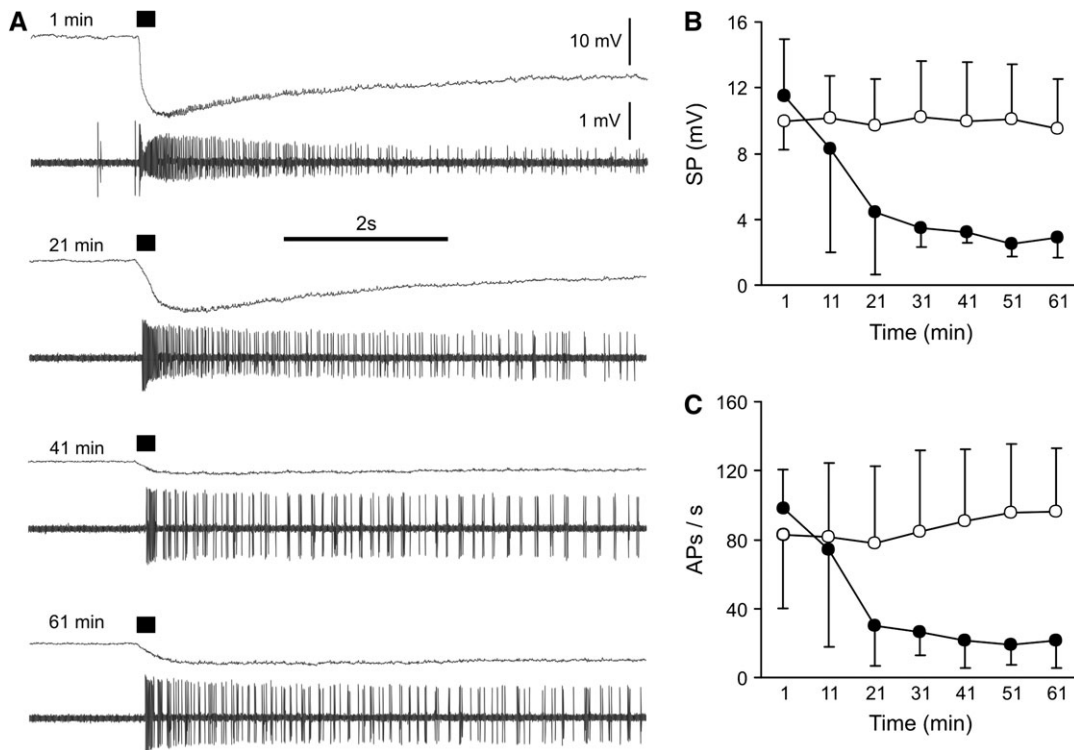 A
1 min
10 mV
1 mV
21 min
2s
41 min
61 min
B
16
12
8
4
0
SP (mV)
1 11 21 31 41 51 61
Time (min)
C
160
120
80
40
0
APs / s
1 11 21 31 41 51 61
Time (min)